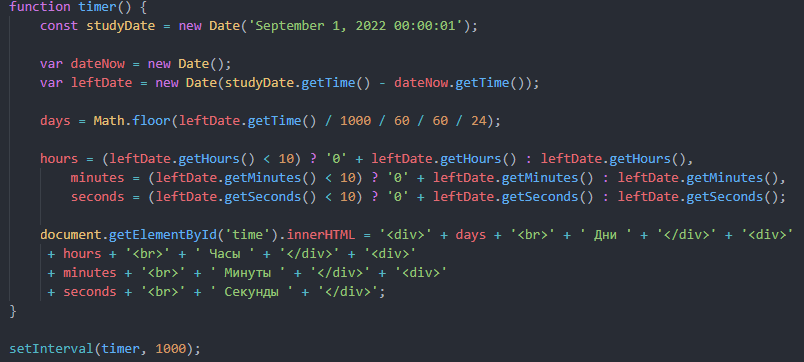 function timer() {
    const studyDate = new Date('September 1, 2022 00:00:01');

    var dateNow = new Date();
    var leftDate = new Date(studyDate.getTime() - dateNow.getTime());

    days = Math.floor(leftDate.getTime() / 1000 / 60 / 60 / 24);

    hours = (leftDate.getHours() < 10) ? '0' + leftDate.getHours() : leftDate.getHours(),
        minutes = (leftDate.getMinutes() < 10) ? '0' + leftDate.getMinutes() : leftDate.getMinutes(),
        seconds = (leftDate.getSeconds() < 10) ? '0' + leftDate.getSeconds() : leftDate.getSeconds();

    document.getElementById('time').innerHTML = '<div>' + days + '<br>' + ' Дни ' + '</div>' + '<div>'
     + hours + '<br>' + ' Часы ' + '</div>' + '<div>'
     + minutes + '<br>' + ' Минуты ' + '</div>' + '<div>'
     + seconds + '<br>' + ' Секунды ' + '</div>';
}

setInterval(timer, 1000);